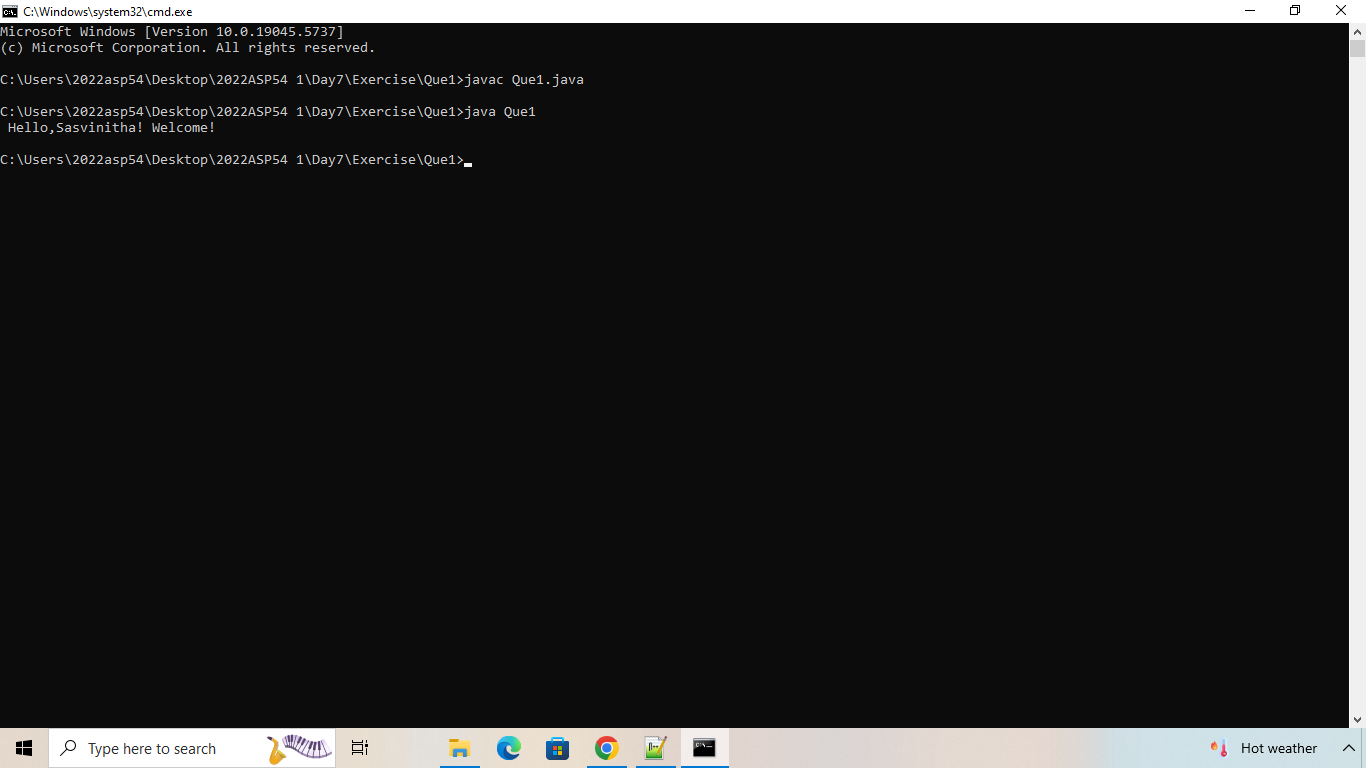 C:\Windows\system32\cmd.exe
Microsoft Windows [Version 10.0.19045.5737]
(c) Microsoft Corporation. All rights reserved.
C:\Users\2022asp54\Desktop\2022ASP54 1\Day7\Exercise\Que1>javac Que1.java
C:\Users\2022asp54\Desktop\2022ASP54 1\Day7\Exercise\Que1>java Que1
 Hello,Sasvinitha! Welcome!
C:\Users\2022asp54\Desktop\2022ASP54 1\Day7\Exercise\Que1>
Type here to search
Hot weather